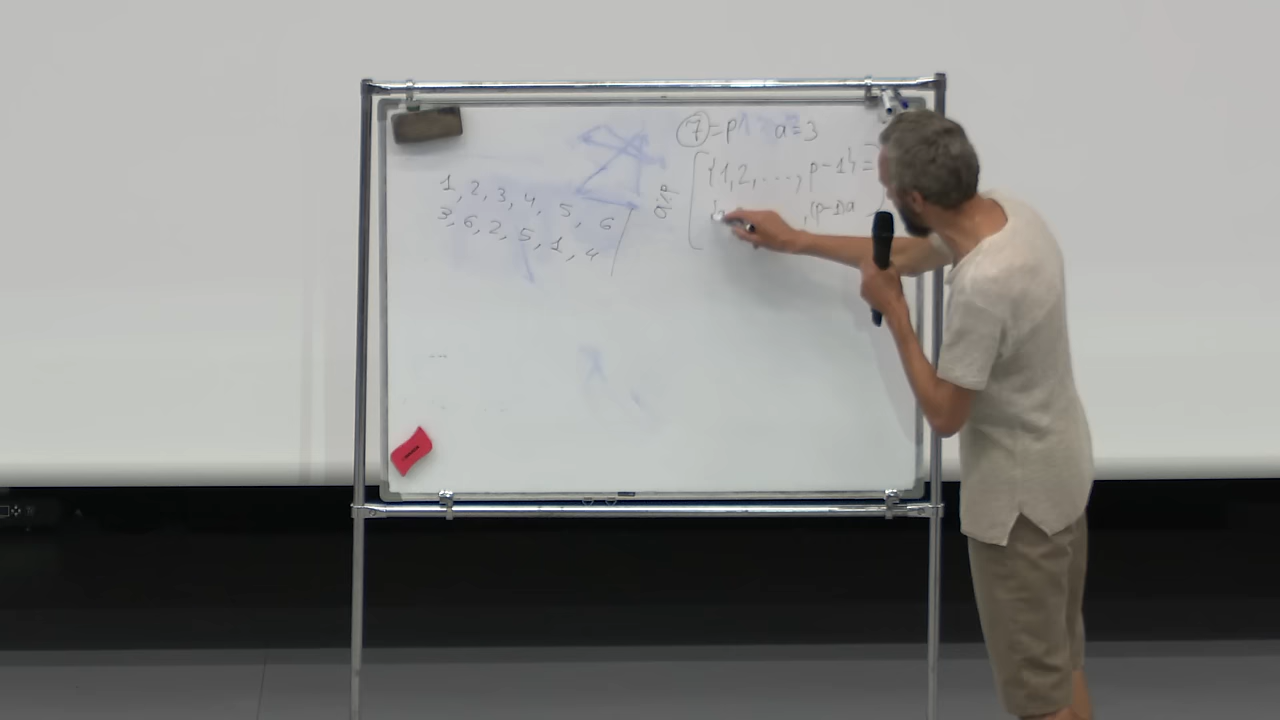 1, 2, 3, 4, 5, 6
3, 6, 2, 5, 1, 4
⑦=p a=3
a⋮̸p
{1,2,...,p-1}=
,(p-1)a